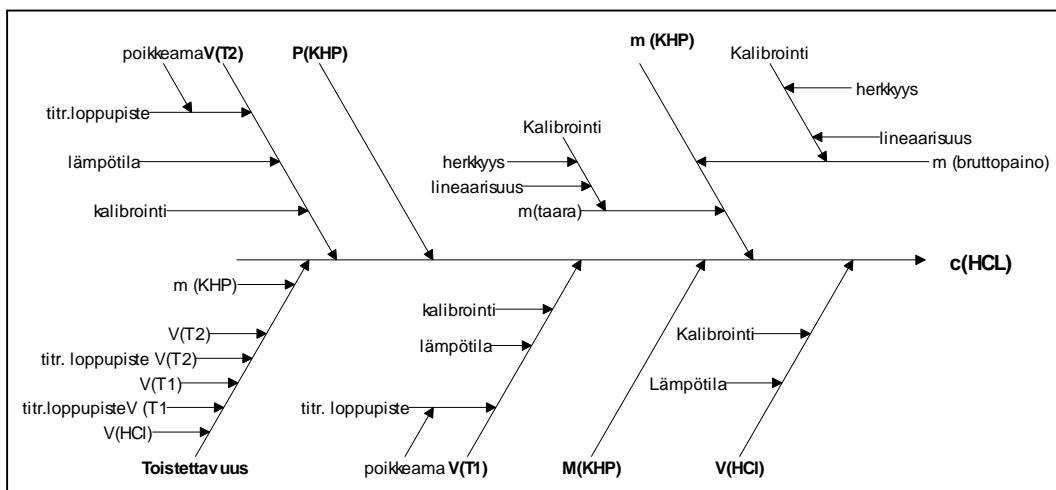 poikkeama V(T2)
P(KHP)
m (KHP)
Kalibrointi
herkkyys
titr.loppupiste
Kalibrointi
lineaarisuus
lämpötila
herkkyys
m (bruttopaino)
lineaarisuus
kalibrointi
m(taara)
c(HCL)
m (KHP)
kalibrointi
V(T2)
Kalibrointi
lämpötila
titr. loppupiste V(T2)
V(T1)
Lämpötila
titr.loppupisteV (T1
titr. loppupiste
V(HCl)
Toistettavuus
poikkeama V(T1)
M(KHP)
V(HCl)